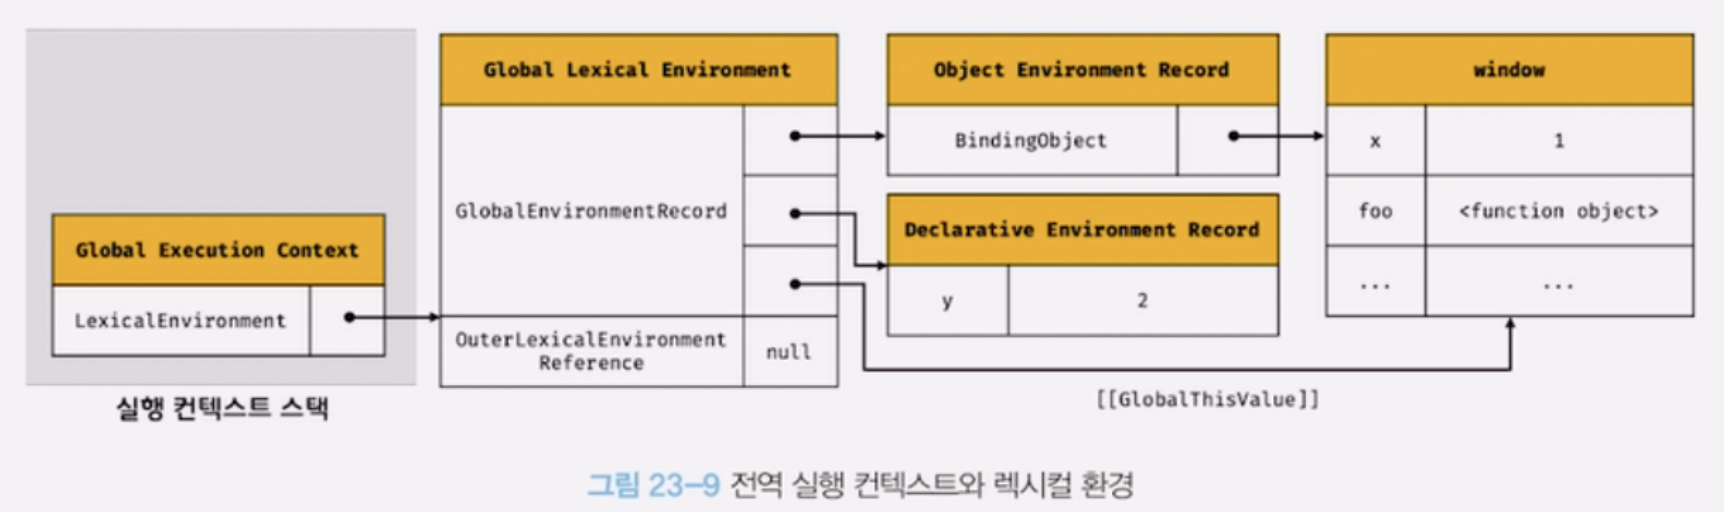 Global Execution Context
LexicalEnvironment
실행 컨텍스트 스택
Global Lexical Environment
GlobalEnvironmentRecord
OuterLexicalEnvironment
Reference
null
Object Environment Record
BindingObject
Declarative Environment Record
y 2
window
x 1
foo <function object>
... ...
[[GlobalThisValue]]
그림 23-9 전역 실행 컨텍스트와 렉시컬 환경